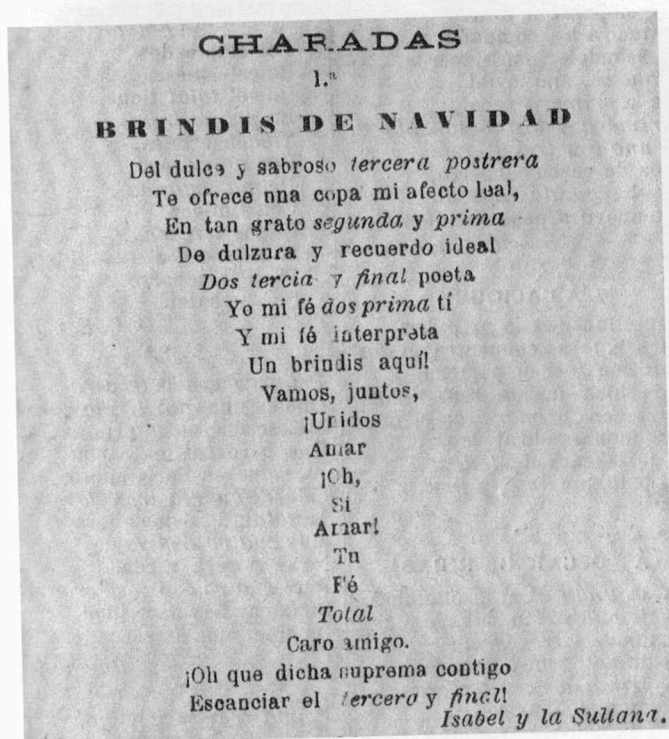 CHARADAS
1.ª
BRINDIS DE NAVIDAD
Del dulce y sabroso tercera postrera
Te ofrece nna copa mi afecto leal,
En tan grato segunda y prima
De dulzura y recuerdo ideal
Dos tercia y final poeta
Yo mi fé dos prima tí
Y mi fé interpreta
Un brindis aquí!
Vamos, juntos,
¡Unidos
Amar
¡Oh,
Si
Amar!
Tu
Fé
Total
Caro amigo.
¡Oh que dicha suprema contigo
Escanciar el tercero y final!
Isabel y la Sultana.